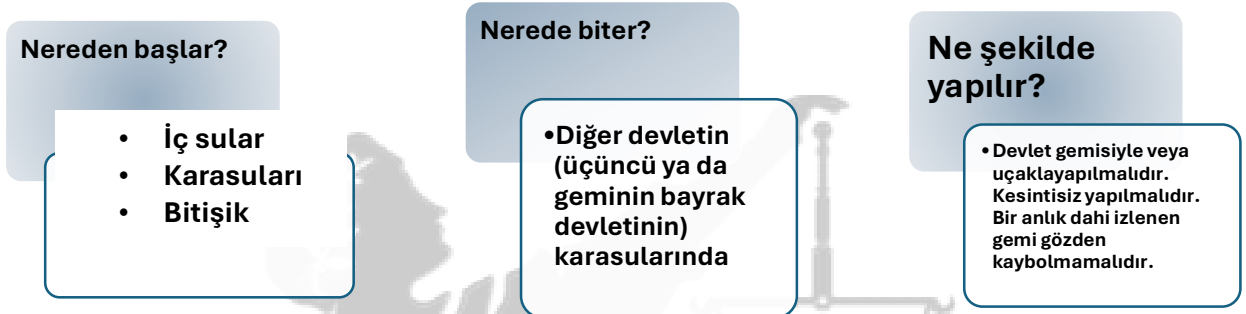 Nereden başlar?
• İç sular
• Karasuları
• Bitişik
Nerede biter?
•Diğer devletin
(üçüncü ya da
geminin bayrak
devletinin)
karasularında
Ne şekilde
yapılır?
•Devlet gemisiyle veya
uçaklayapılmalıdır.
Kesintisiz yapılmalıdır.
Bir anlık dahi izlenen
gemi gözden
kaybolmamalıdır.